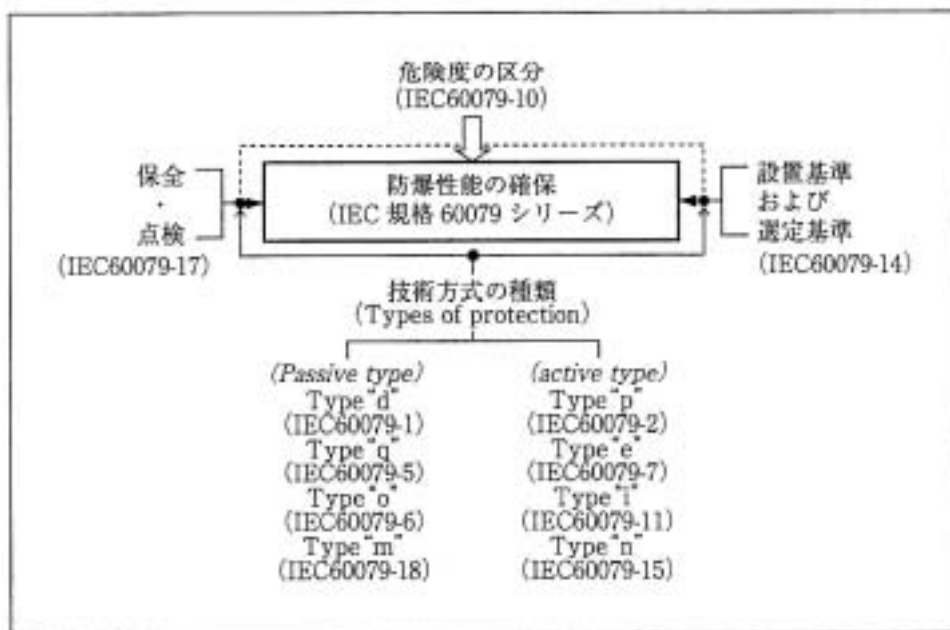 危険度の区分
(IEC60079-10)
保全
・
点検
(IEC60079-17)
防爆性能の確保
(IEC 規格 60079 シリーズ)
設置基準
および
選定基準
(IEC60079-14)
技術方式の種類
(Types of protection)
(Passive type)
Type"d"
(IEC60079-1)
Type"q"
(IEC60079-5)
Type"o"
(IEC60079-6)
Type"m"
(IEC60079-18)
(active type)
Type"p"
(IEC60079-2)
Type"e"
(IEC60079-7)
Type"i"
(IEC60079-11)
Type"n"
(IEC60079-15)